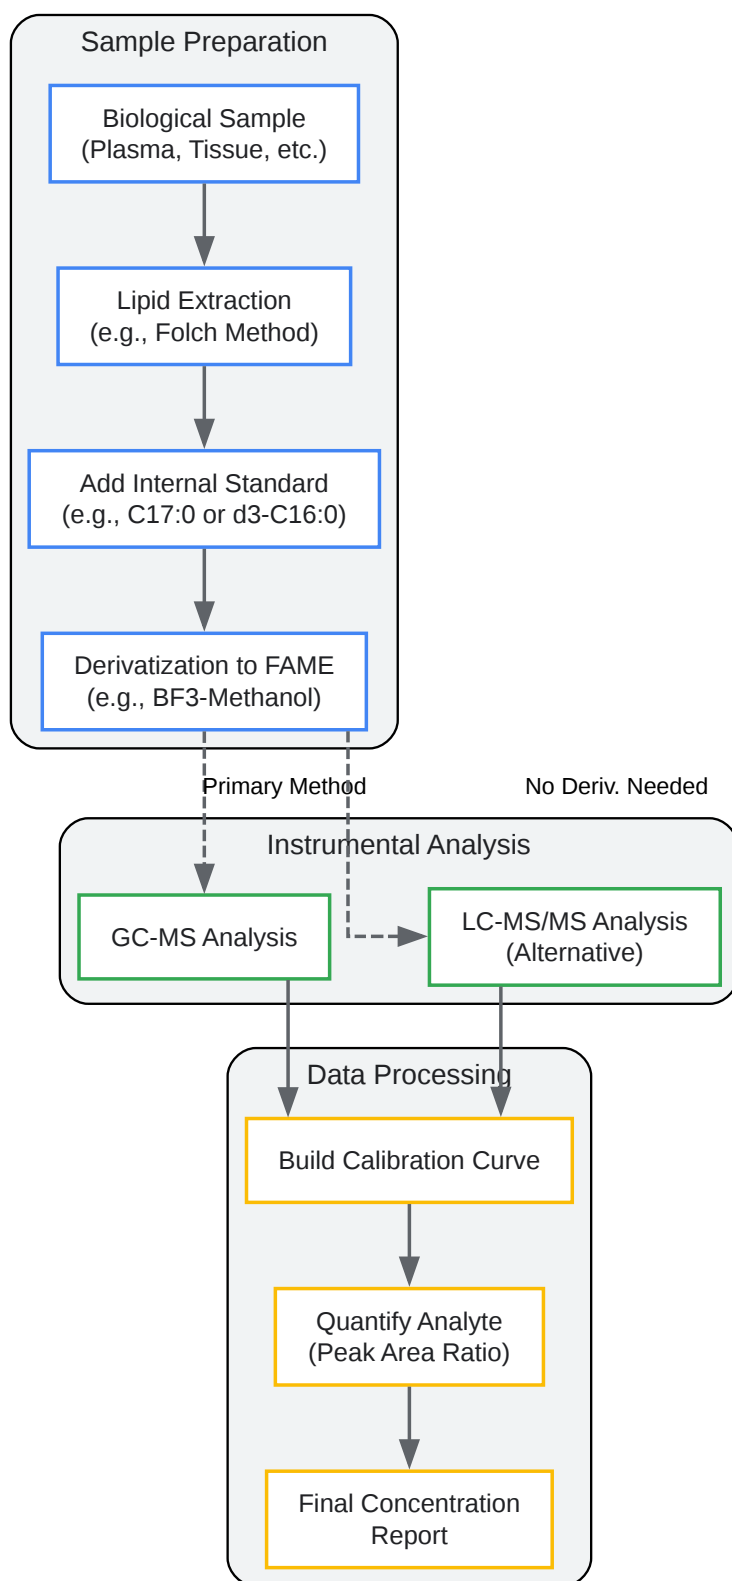 Sample Preparation
Biological Sample
(Plasma, Tissue, etc.)
Lipid Extraction
(e.g., Folch Method)
Add Internal Standard
(e.g., C17:0 or d3-C16:0)
Derivatization to FAME
(e.g., BF3-Methanol)
Primary Method
No Deriv. Needed
Instrumental Analysis
GC-MS Analysis
LC-MS/MS Analysis
(Alternative)
Data Processing
Build Calibration Curve
Quantify Analyte
(Peak Area Ratio)
Final Concentration
Report